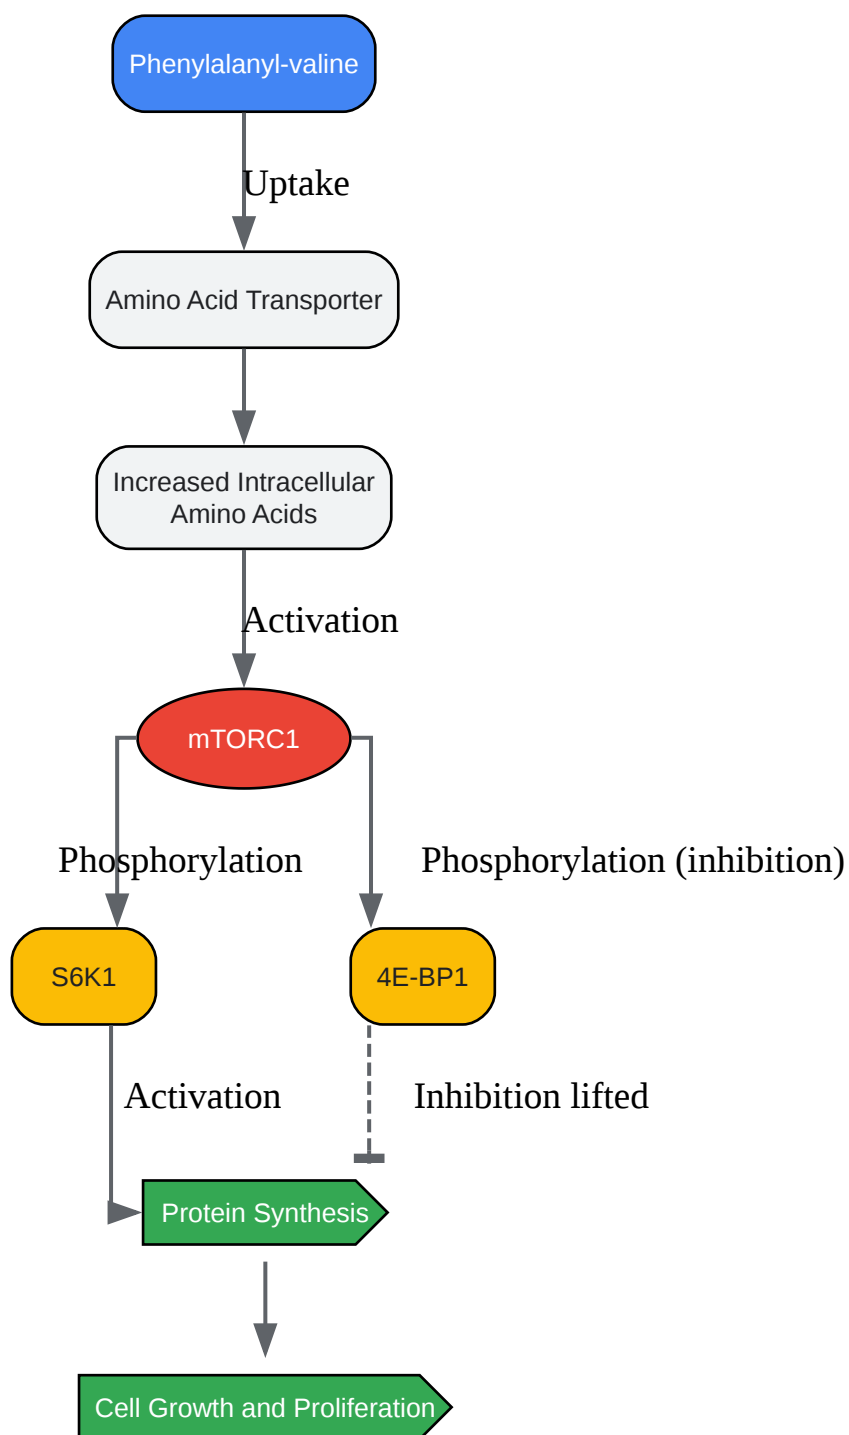 Phenylalanyl-valine
Uptake
Amino Acid Transporter
Increased Intracellular
Amino Acids
Activation
mTORC1
Phosphorylation
Phosphorylation (inhibition)
S6K1
4E-BP1
Activation
Inhibition lifted
Protein Synthesis
Cell Growth and Proliferation